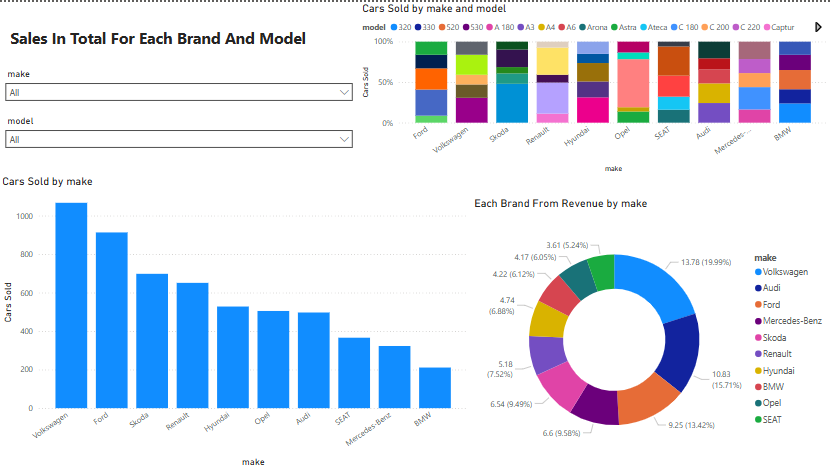 Sales In Total For Each Brand And Model
make
All
model
All
Cars Sold by make and model
model 320 330 520 530 A 180 A3 A4 A6 Arona Astra Ateca C 180 C 200 C 220 Captur
Cars Sold
100%
50%
0%
Ford
Volkswagen
Skoda
Renault
Hyundai
Opel
SEAT
Audi
Mercedes-...
BMW
make
Cars Sold by make
Cars Sold
1000
800
600
400
200
0
Volkswagen
Ford
Skoda
Renault
Hyundai
Opel
Audi
SEAT
Mercedes-Benz
BMW
make
Each Brand From Revenue by make
13.78 (19.99%)
10.83
(15.71%)
9.25 (13.42%)
6.6 (9.58%)
6.54 (9.49%)
5.18
(7.52%)
4.74
(6.88%)
4.22 (6.12%)
4.17 (6.05%)
3.61 (5.24%)
make
Volkswagen
Audi
Ford
Mercedes-Benz
Skoda
Renault
Hyundai
BMW
Opel
SEAT